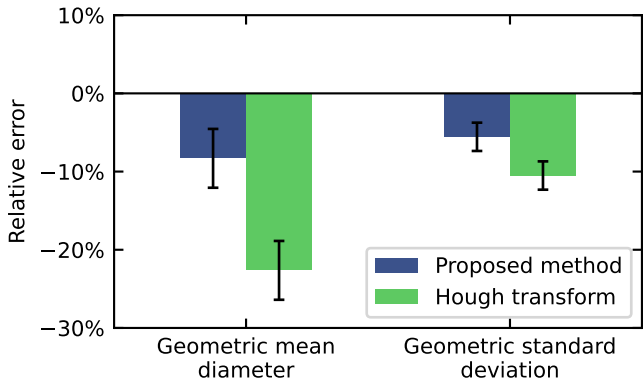 10%
0%
−10%
−20%
−30%
Relative error
Proposed method
Hough transform
Geometric mean
diameter
Geometric standard
deviation